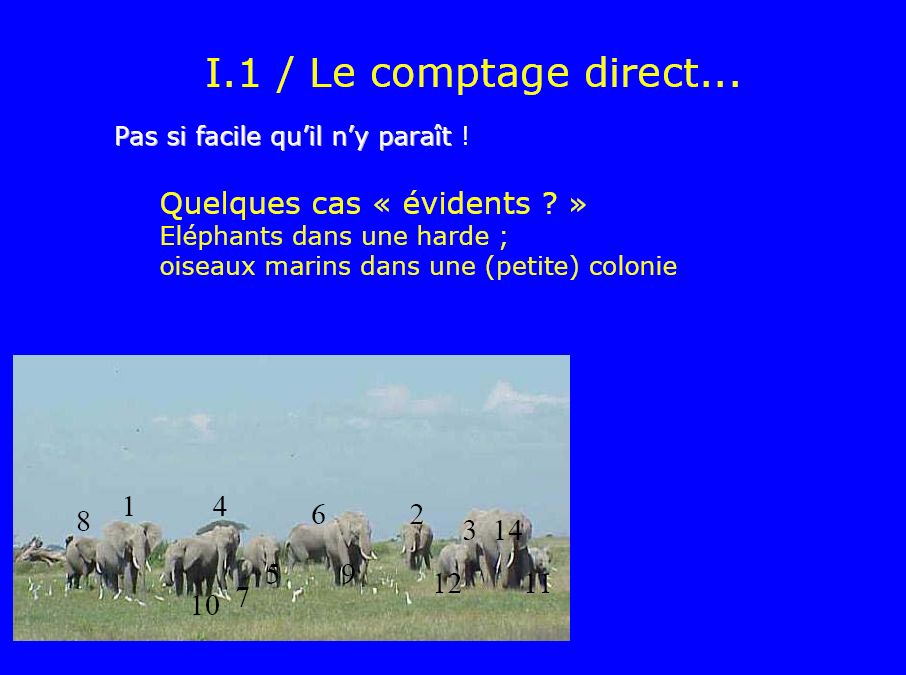 I.1 / Le comptage direct...
Pas si facile qu’il n’y paraît !
Quelques cas « évidents ? »
Eléphants dans une harde ;
oiseaux marins dans une (petite) colonie
8 1 4 6 2 3 14
5 9 12 11
10 7